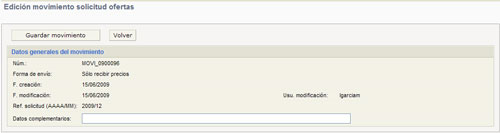 Edición movimiento solicitud ofertas
Guardar movimiento Volver
Datos generales del movimiento
Núm.: MOVI_0900096
Forma de envío: Sólo recibir precios
F. creación: 15/06/2009
F. modificación: 15/06/2009 Usu. modificación: lgarciam
Ref. solicitud (AAAA/MM): 2009/12
Datos complementarios: